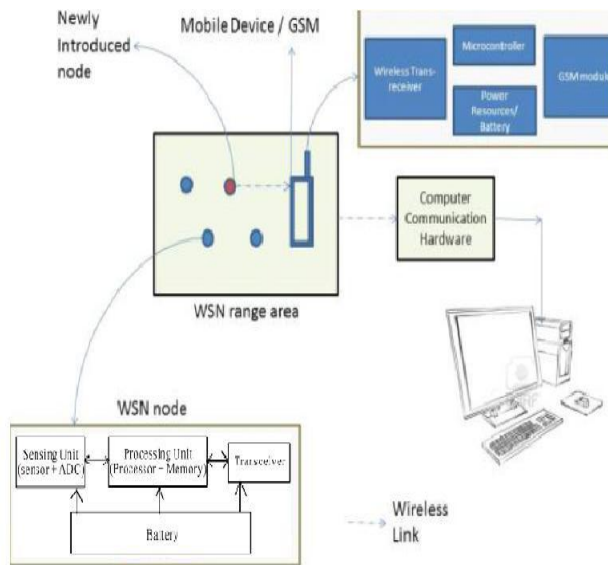 Newly
Introduced
node
Mobile Device / GSM
Wireless Trans-
receiver
Microcontroller
Power
Resources/
Battery
GSM modul
WSN range area
Computer
Communication
Hardware
WSN node
Sensing Unit
(sensor + ADC)
Processing Unit
(Processor + Memory)
Transceiver
Battery
Wireless
Link